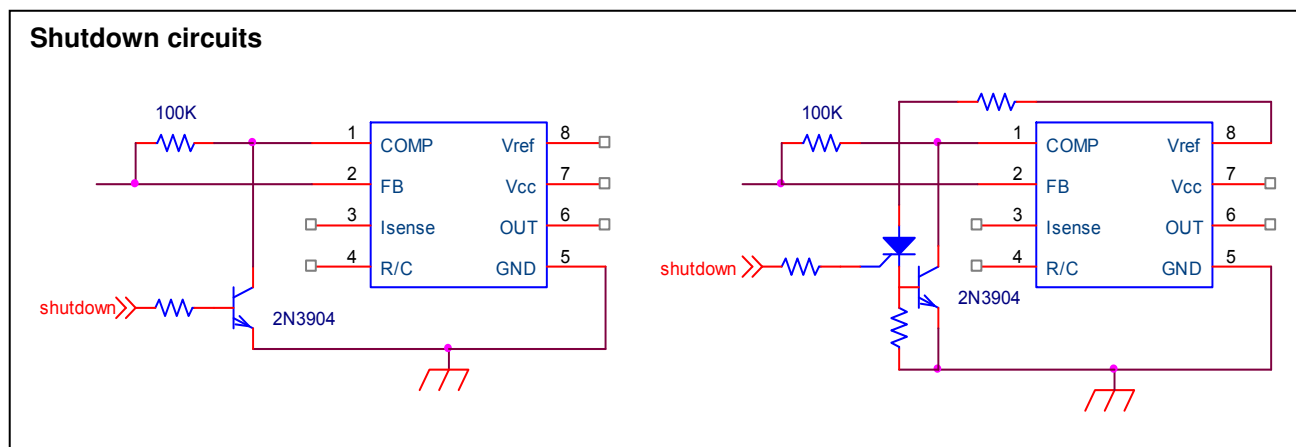 Shutdown circuits
100K
1 COMP Vref 8
2 FB Vcc 7
3 Isense OUT 6
4 R/C GND 5
shutdown
2N3904
100K
1 COMP Vref 8
2 FB Vcc 7
3 Isense OUT 6
4 R/C GND 5
shutdown
2N3904